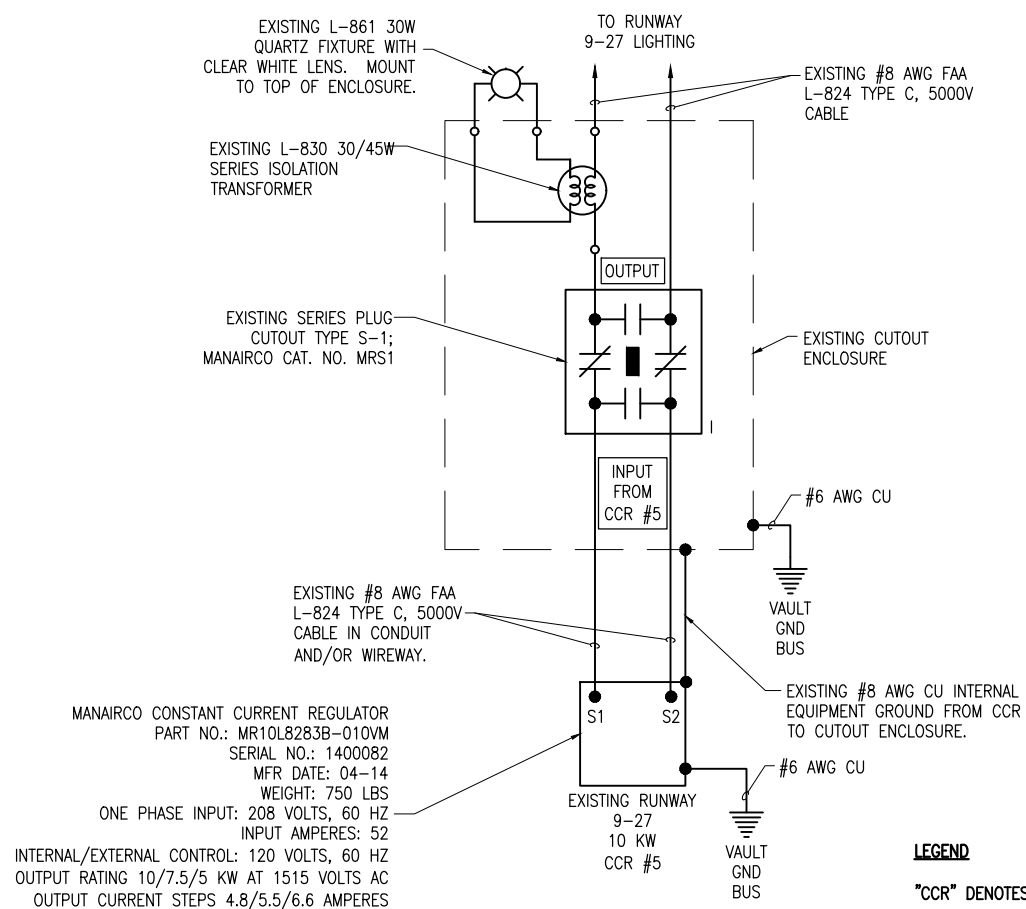 EXISTING L-861 30W
QUARTZ FIXTURE WITH
CLEAR WHITE LENS. MOUNT
TO TOP OF ENCLOSURE.
TO RUNWAY
9-27 LIGHTING
EXISTING #8 AWG FAA
L-824 TYPE C, 5000V
CABLE
EXISTING L-830 30/45W
SERIES ISOLATION
TRANSFORMER
OUTPUT
EXISTING SERIES PLUG
CUTOUT TYPE S-1;
MANAIRCO CAT. NO. MRS1
EXISTING CUTOUT
ENCLOSURE
INPUT
FROM
CCR #5
#6 AWG CU
VAULT
GND
BUS
EXISTING #8 AWG FAA
L-824 TYPE C, 5000V
CABLE IN CONDUIT
AND/OR WIREWAY.
S1
S2
EXISTING #8 AWG CU INTERNAL
EQUIPMENT GROUND FROM CCR
TO CUTOUT ENCLOSURE.
MANAIRCO CONSTANT CURRENT REGULATOR
PART NO.: MR10L8283B-010VM
SERIAL NO.: 1400082
MFR DATE: 04-14
WEIGHT: 750 LBS
ONE PHASE INPUT: 208 VOLTS, 60 HZ
INPUT AMPERES: 52
INTERNAL/EXTERNAL CONTROL: 120 VOLTS, 60 HZ
OUTPUT RATING 10/7.5/5 KW AT 1515 VOLTS AC
OUTPUT CURRENT STEPS 4.8/5.5/6.6 AMPERES
EXISTING RUNWAY
9-27
10 KW
CCR #5
#6 AWG CU
VAULT
GND
BUS
LEGEND
"CCR" DENOTES